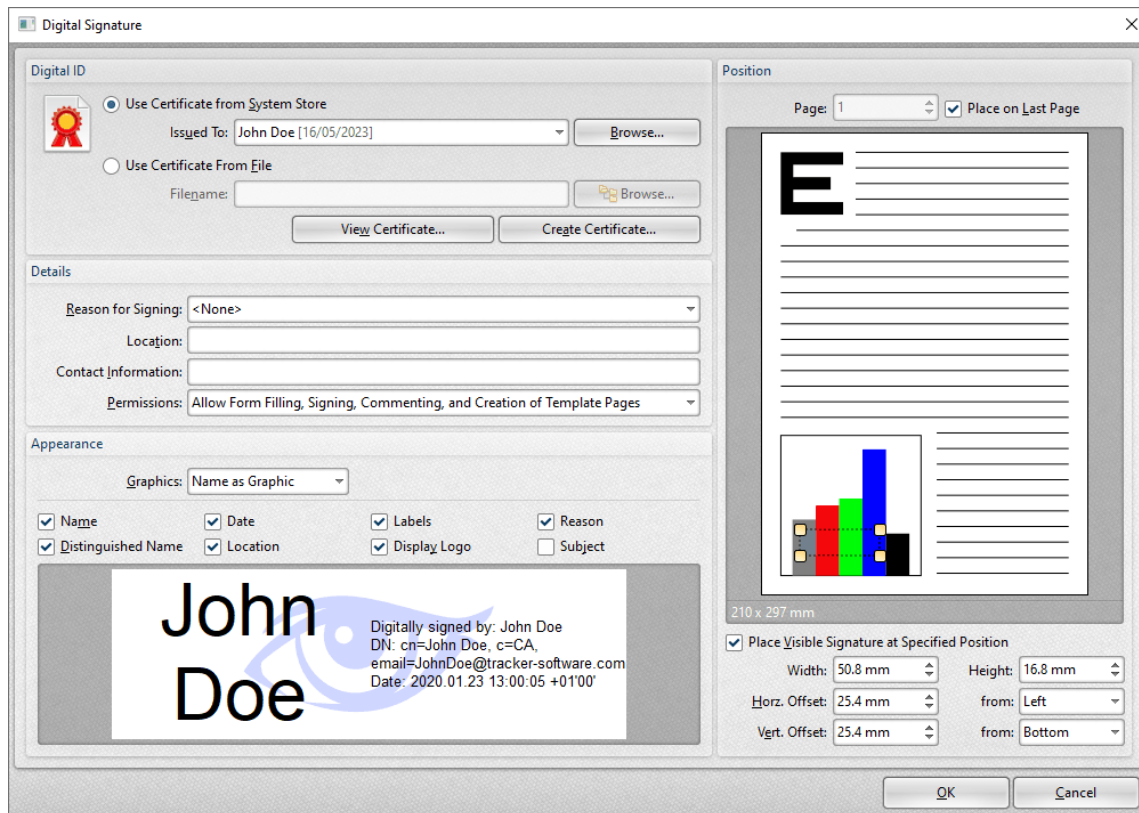 Digital Signature
Digital ID
Use Certificate from System Store
Issued To: John Doe [16/05/2023] Browse...
Use Certificate From File
Filename: Browse...
View Certificate... Create Certificate...
Details
Reason for Signing: <None>
Location:
Contact Information:
Permissions: Allow Form Filling, Signing, Commenting, and Creation of Template Pages
Appearance
Graphics: Name as Graphic
Name Date Labels Reason
Distinguished Name Location Display Logo Subject
John
Doe
Digitally signed by: John Doe
DN: cn=John Doe, c=CA,
email=JohnDoe@tracker-software.com
Date: 2020.01.23 13:00:05 +01'00'
Position
Page: 1 Place on Last Page
E
210 x 297 mm
Place Visible Signature at Specified Position
Width: 50.8 mm Height: 16.8 mm
Horz. Offset: 25.4 mm from: Left
Vert. Offset: 25.4 mm from: Bottom
OK Cancel